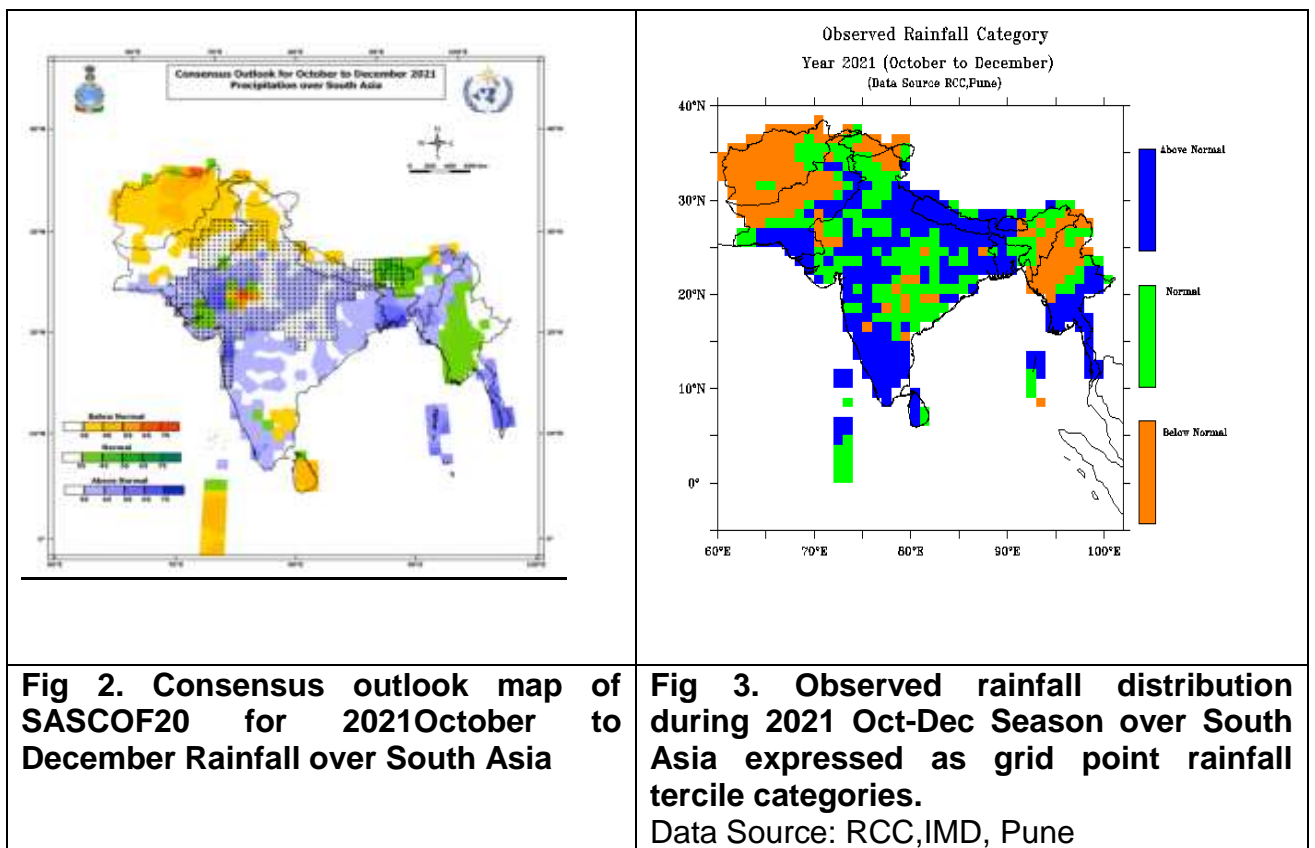 Consensus Outlook for October to December 2021
Precipitation over South Asia
Below Normal
Normal
Above Normal
Observed Rainfall Category
Year 2021 (October to December)
(Data Source RCC,Pune)
40°N
30°N
20°N
10°N
0°
60°E 70°E 80°E 90°E 100°E
Above Normal
Normal
Below Normal
Fig 2. Consensus outlook map of
SASCOF20 for 2021October to
December Rainfall over South Asia
Fig 3. Observed rainfall distribution
during 2021 Oct-Dec Season over South
Asia expressed as grid point rainfall
tercile categories.
Data Source: RCC,IMD, Pune